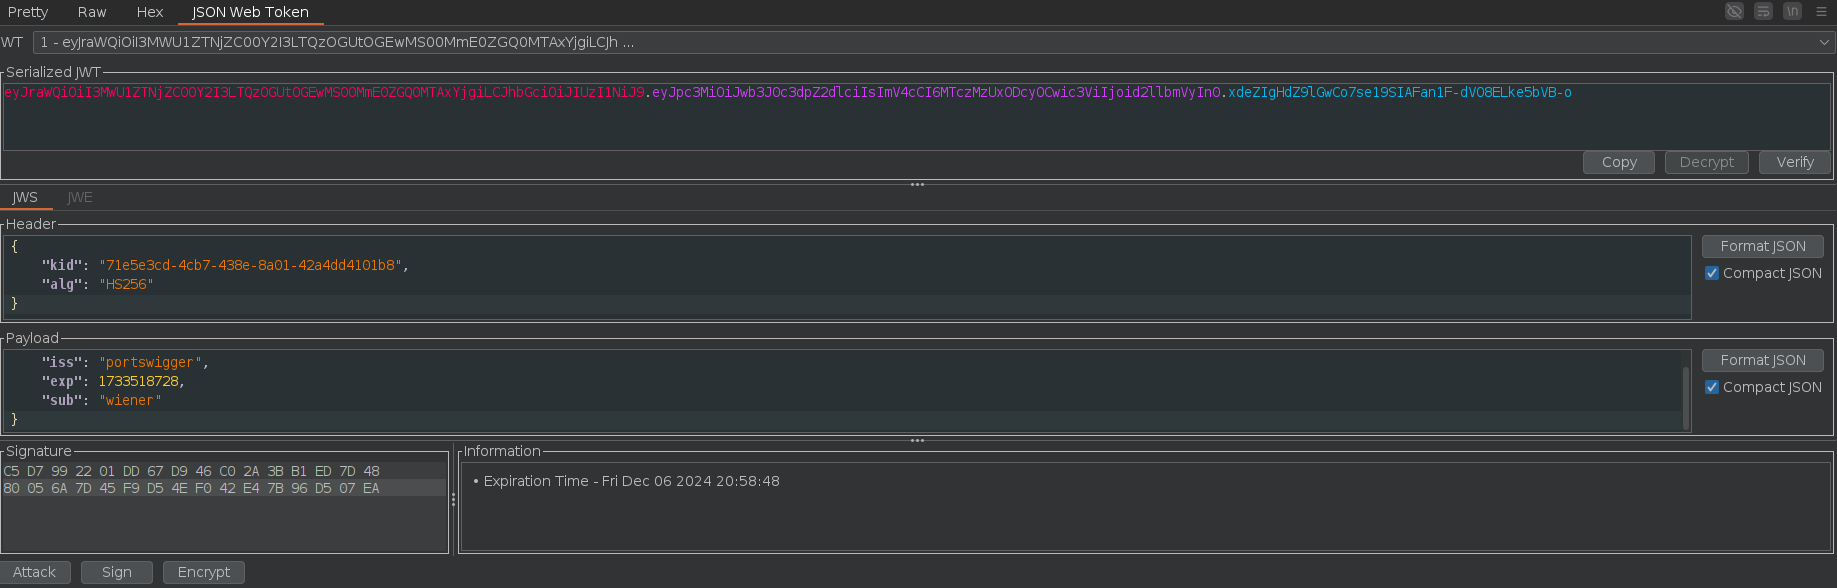 Pretty Raw Hex JSON Web Token \n
WT 1 - eyJraWQiOiI3MWU1ZTNjZC00Y2I3LTQzOGUtOGEwMS00MmE0ZGQ0MTAxYjgiLCJh ...
Serialized JWT
eyJraWQiOiI3MWU1ZTNjZC00Y2I3LTQzOGUtOGEwMS00MmE0ZGQ0MTAxYjgiLCJhbGciOiJIUzI1NiJ9.eyJpc3MiOiJwb3J0c3dpZ2dlciIsImV4cCI6MTczMzUxODcyOCwic3ViIjoid2llbmVyIn0.xdeZIgHdZ9lGwCo7se19SIAFan1F-dVO8ELke5bVB-o
Copy Decrypt Verify
JWS JWE
Header
{
"kid": "71e5e3cd-4cb7-438e-8a01-42a4dd4101b8",
"alg": "HS256"
}
Format JSON
Compact JSON
Payload
"iss": "portswigger",
"exp": 1733518728,
"sub": "wiener"
}
Format JSON
Compact JSON
Signature
C5 D7 99 22 01 DD 67 D9 46 C0 2A 3B B1 ED 7D 48
80 05 6A 7D 45 F9 D5 4E F0 42 E4 7B 96 D5 07 EA
Information
• Expiration Time - Fri Dec 06 2024 20:58:48
Attack Sign Encrypt